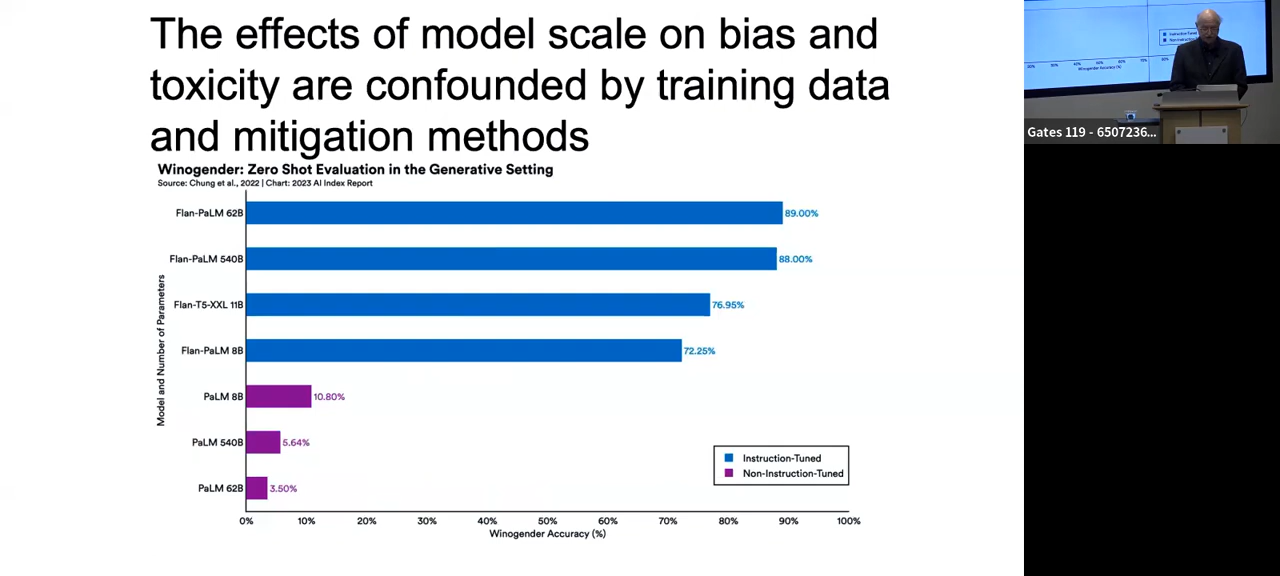 The effects of model scale on bias and
toxicity are confounded by training data
and mitigation methods
Winogender: Zero Shot Evaluation in the Generative Setting
Source: Chung et al., 2022 | Chart: 2023 AI Index Report
Model and Number of Parameters
Flan-PaLM 62B 89.00%
Flan-PaLM 540B 88.00%
Flan-T5-XXL 11B 76.95%
Flan-PaLM 8B 72.25%
PaLM 8B 10.80%
PaLM 540B 5.64%
PaLM 62B 3.50%
Instruction-Tuned
Non-Instruction-Tuned
0% 10% 20% 30% 40% 50% 60% 70% 80% 90% 100%
Winogender Accuracy (%)
Gates 119 - 6507236...